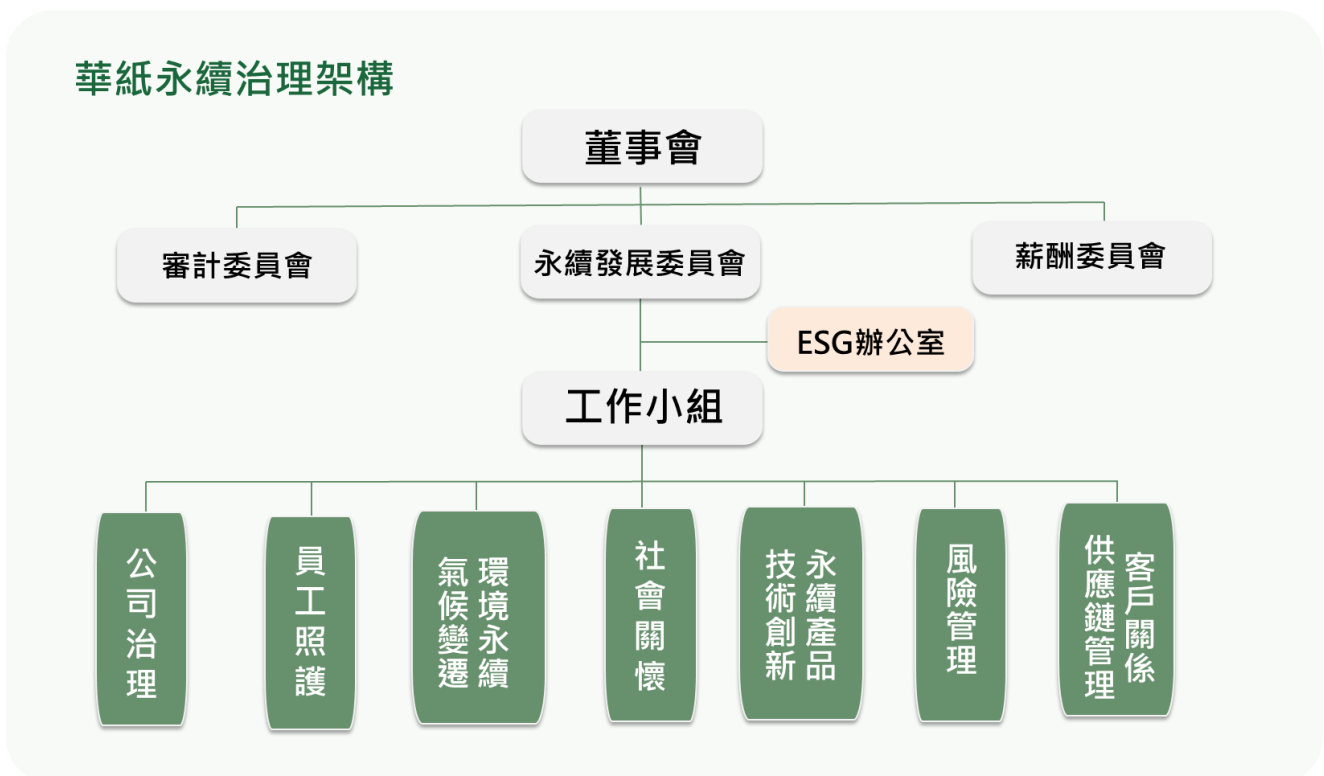 華紙永續治理架構
董事會
審計委員會
永續發展委員會
薪酬委員會
ESG辦公室
工作小組
公司治理
員工照護
環境永續
氣候變遷
社會關懷
永續產品
技術創新
風險管理
客戶關係
供應鏈管理